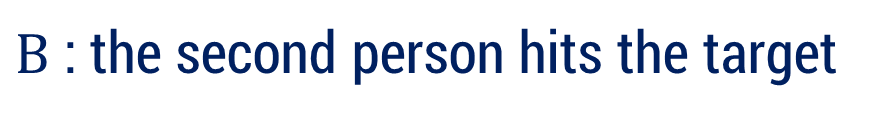 B : the second person hits the target